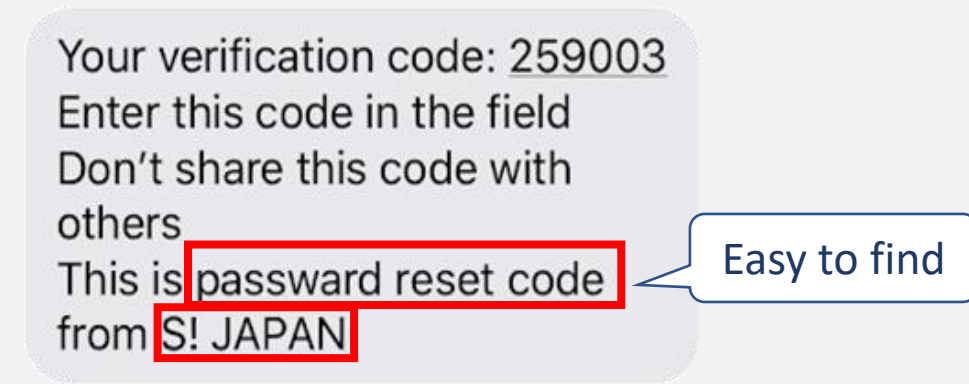 Your verification code: 259003
Enter this code in the field
Don't share this code with
others
This is passward reset code
from S! JAPAN
Easy to find